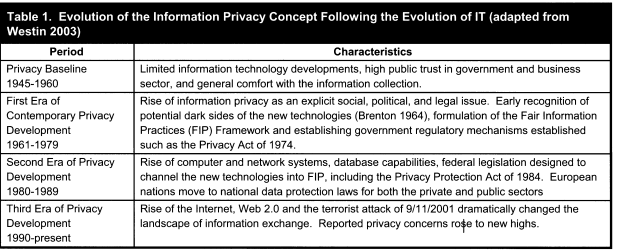 Table 1. Evolution of the Information Privacy Concept Following the Evolution of IT (adapted from
Westin 2003)
Period
Characteristics
Privacy Baseline
1945-1960
Limited information technology developments, high public trust in government and business
sector, and general comfort with the information collection.
First Era of
Contemporary Privacy
Development
1961-1979
Rise of information privacy as an explicit social, political, and legal issue. Early recognition of
potential dark sides of the new technologies (Brenton 1964), formulation of the Fair Information
Practices (FIP) Framework and establishing government regulatory mechanisms established
such as the Privacy Act of 1974.
Second Era of Privacy
Development
1980-1989
Rise of computer and network systems, database capabilities, federal legislation designed to
channel the new technologies into FIP, including the Privacy Protection Act of 1984. European
nations move to national data protection laws for both the private and public sectors
Third Era of Privacy
Development
1990-present
Rise of the Internet, Web 2.0 and the terrorist attack of 9/11/2001 dramatically changed the
landscape of information exchange. Reported privacy concerns rose to new highs.